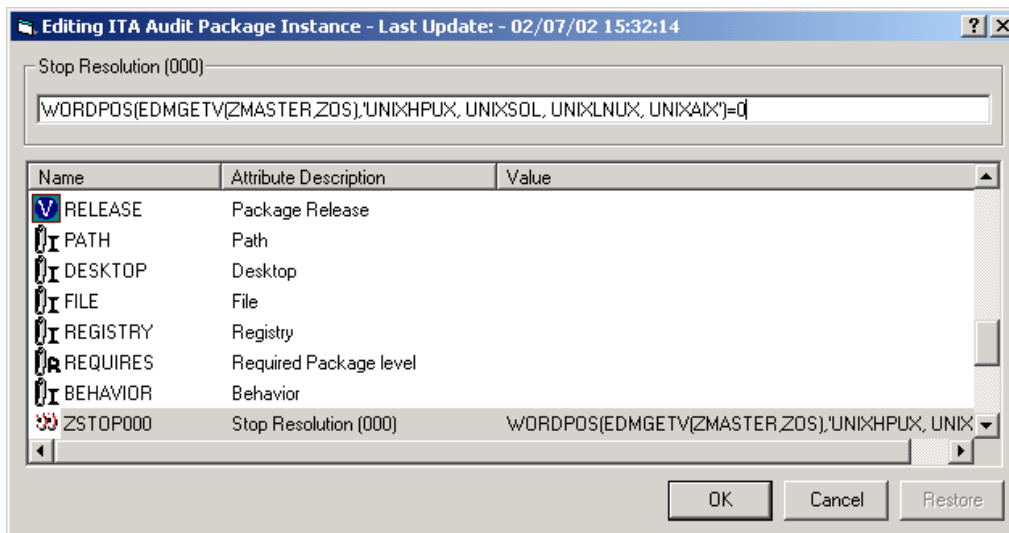 Editing ITA Audit Package Instance - Last Update: - 02/07/02 15:32:14
Stop Resolution (000)
WORDPOS(EDMGETV(ZMASTER,ZOS),'UNIXHPUX, UNIXSOL, UNIXLNUX, UNIXAIX')=0
Name Attribute Description Value
V RELEASE Package Release
I PATH Path
I DESKTOP Desktop
I FILE File
I REGISTRY Registry
R REQUIRES Required Package level
I BEHAVIOR Behavior
ZSTOP000 Stop Resolution (000) WORDPOS(EDMGETV(ZMASTER,ZOS),'UNIXHPUX, UNIX
OK Cancel Restore